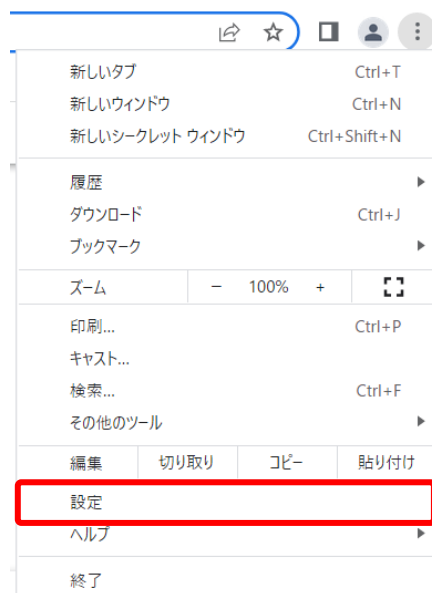 新しいタブ Ctrl+T
新しいウィンドウ Ctrl+N
新しいシークレット ウィンドウ Ctrl+Shift+N
履歴
ダウンロード Ctrl+J
ブックマーク
ズーム − 100% +
印刷... Ctrl+P
キャスト...
検索... Ctrl+F
その他のツール
編集 切り取り コピー 貼り付け
設定
ヘルプ
終了